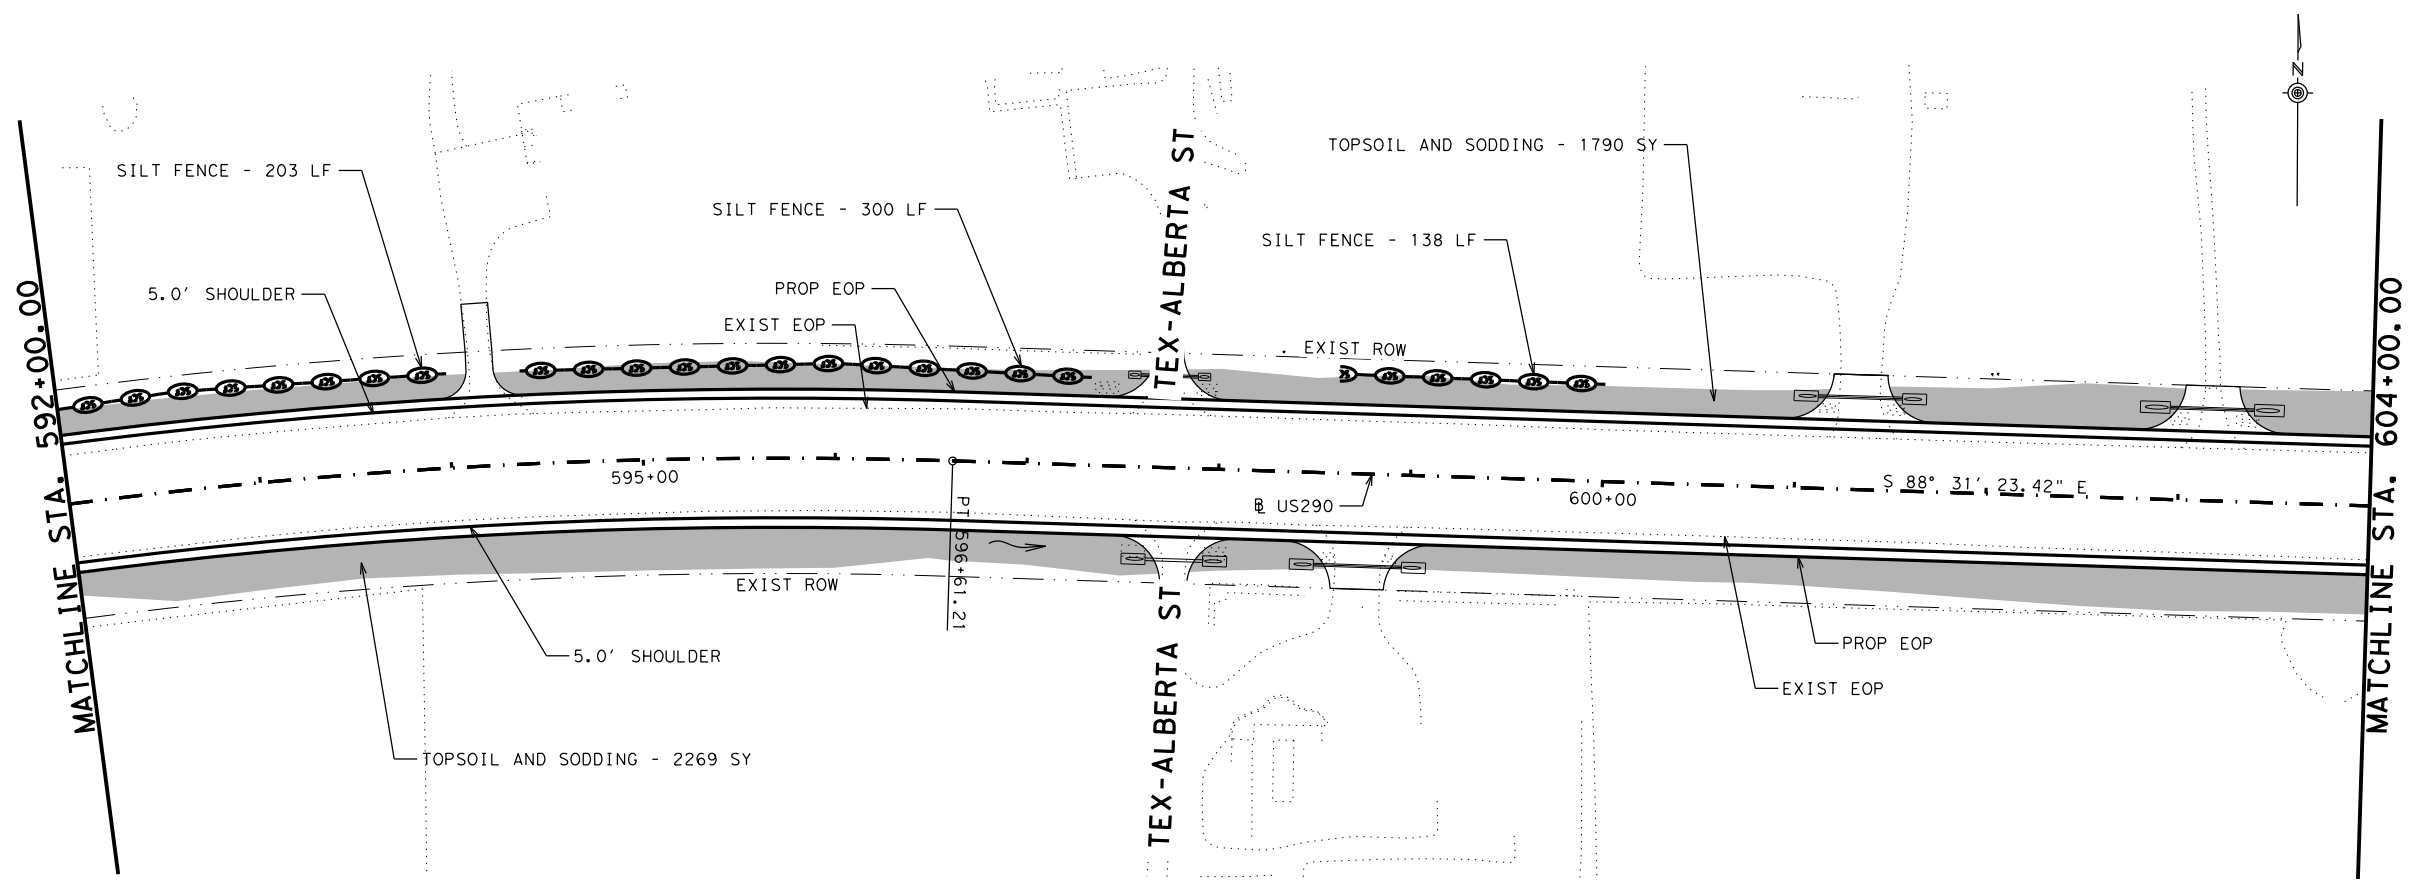 N
TEX-ALBERTA ST
TOPSOIL AND SODDING - 1790 SY
SILT FENCE - 203 LF
SILT FENCE - 300 LF
SILT FENCE - 138 LF
5.0' SHOULDER
PROP EOP
EXIST EOP
EXIST ROW
MATCHLINE STA. 592+00.00
MATCHLINE STA. 604+00.00
595+00
PT 596+61.21
US290
600+00
S 88° 31' 23.42" E
EXIST ROW
5.0' SHOULDER
TEX-ALBERTA ST
PROP EOP
EXIST EOP
TOPSOIL AND SODDING - 2269 SY